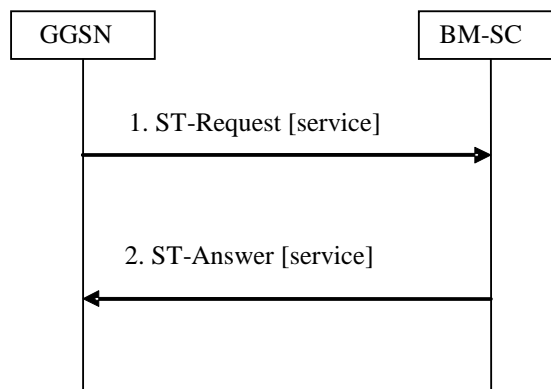 GGSN
BM-SC
1. ST-Request [service]
2. ST-Answer [service]